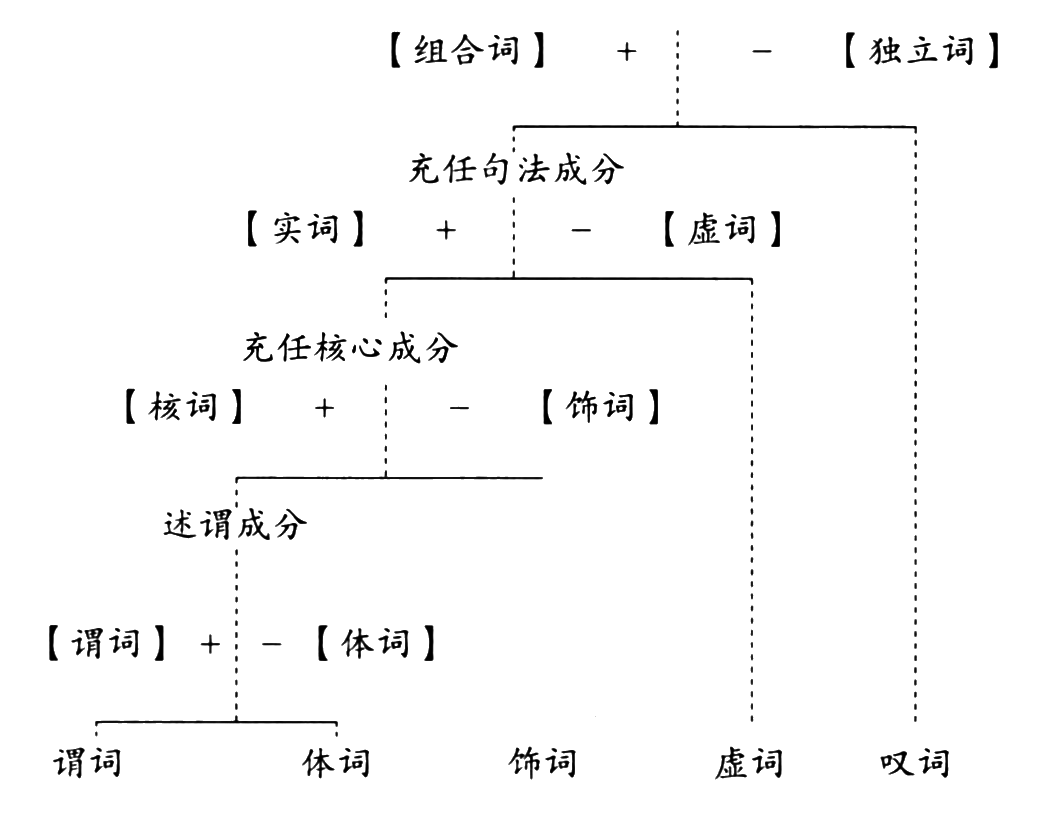 【组合词】 + － 【独立词】
充任句法成分
【实词】 + － 【虚词】
充任核心成分
【核词】 + － 【饰词】
述谓成分
【谓词】 + － 【体词】
谓词 体词 饰词 虚词 叹词